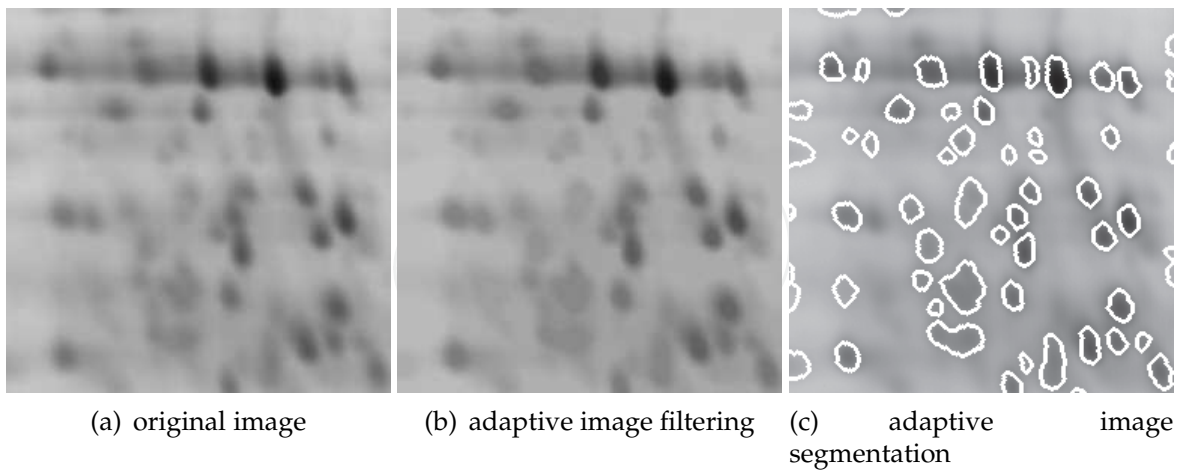 (a) original image
(b) adaptive image filtering
(c) adaptive image
segmentation